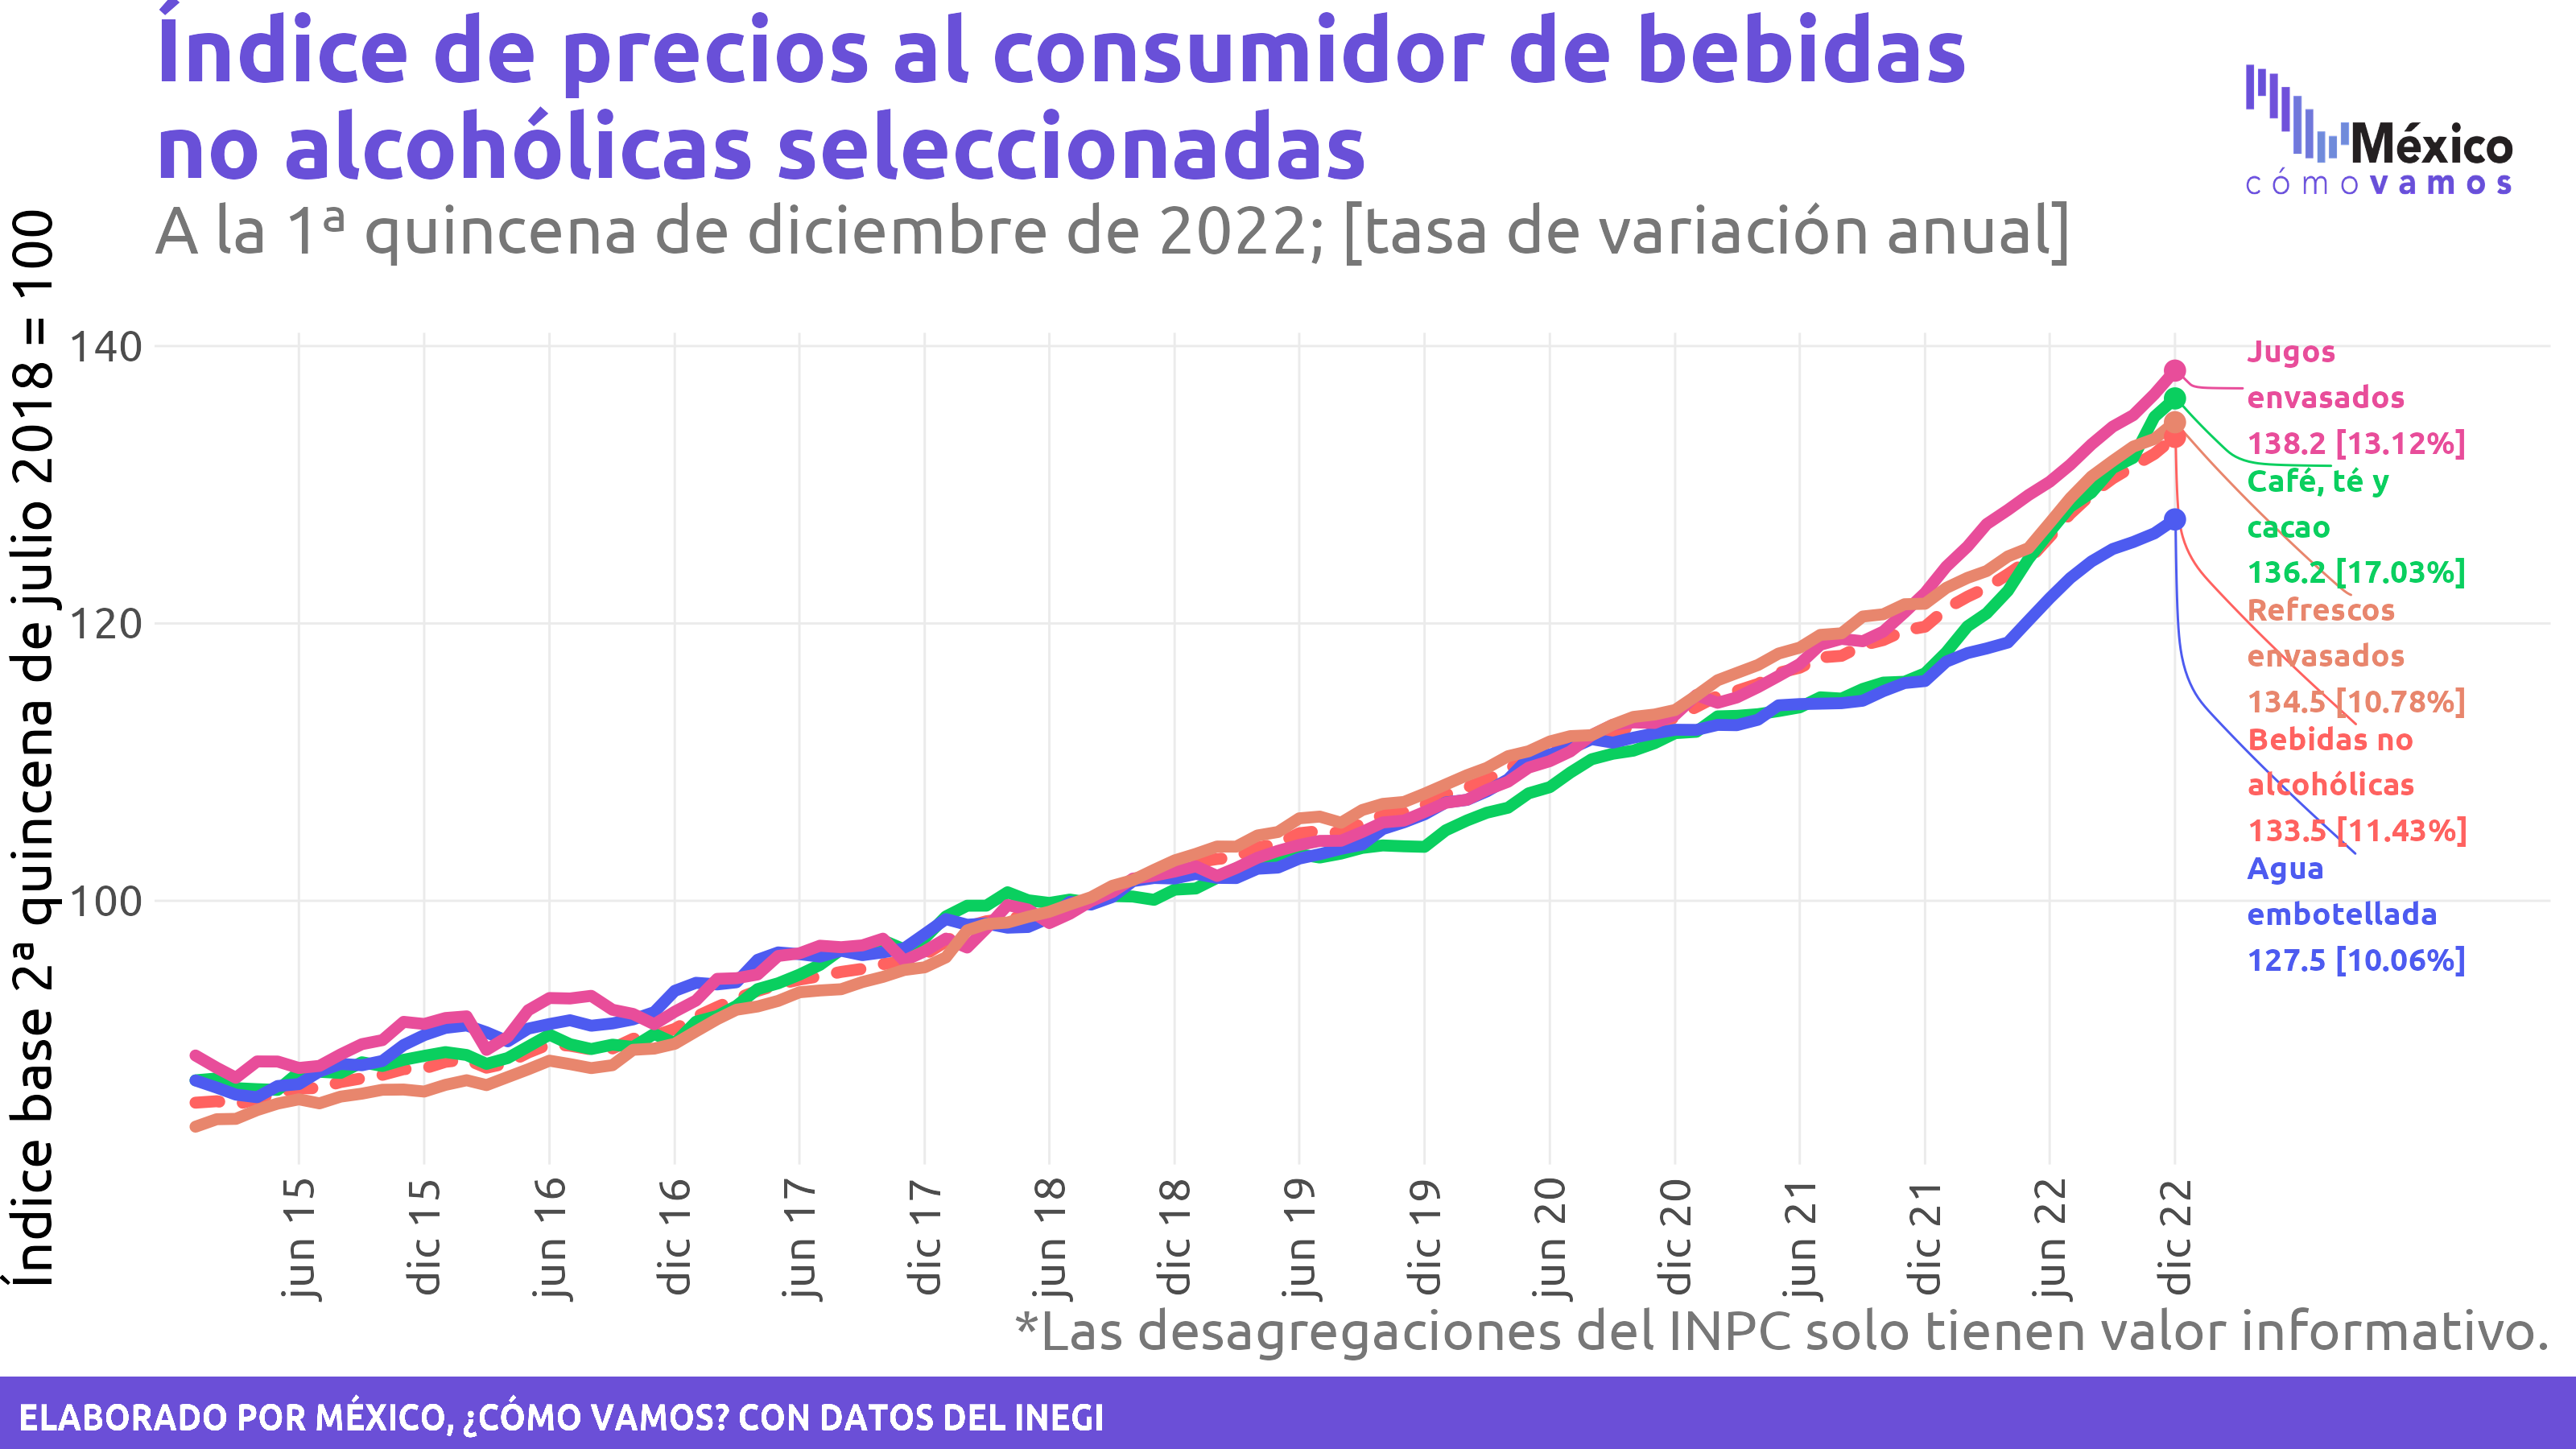 Índice de precios al consumidor de bebidas
no alcohólicas seleccionadas
A la 1ª quincena de diciembre de 2022; [tasa de variación anual]
México
cómo vamos
Índice base 2ª quincena de julio 2018 = 100
140
120
100
Jugos
envasados
138.2 [13.12%]
Café, té y
cacao
136.2 [17.03%]
Refrescos
envasados
134.5 [10.78%]
Bebidas no
alcohólicas
133.5 [11.43%]
Agua
embotellada
127.5 [10.06%]
jun 15
dic 15
jun 16
dic 16
jun 17
dic 17
jun 18
dic 18
jun 19
dic 19
jun 20
dic 20
jun 21
dic 21
jun 22
dic 22
*Las desagregaciones del INPC solo tienen valor informativo.
ELABORADO POR MÉXICO, ¿CÓMO VAMOS? CON DATOS DEL INEGI